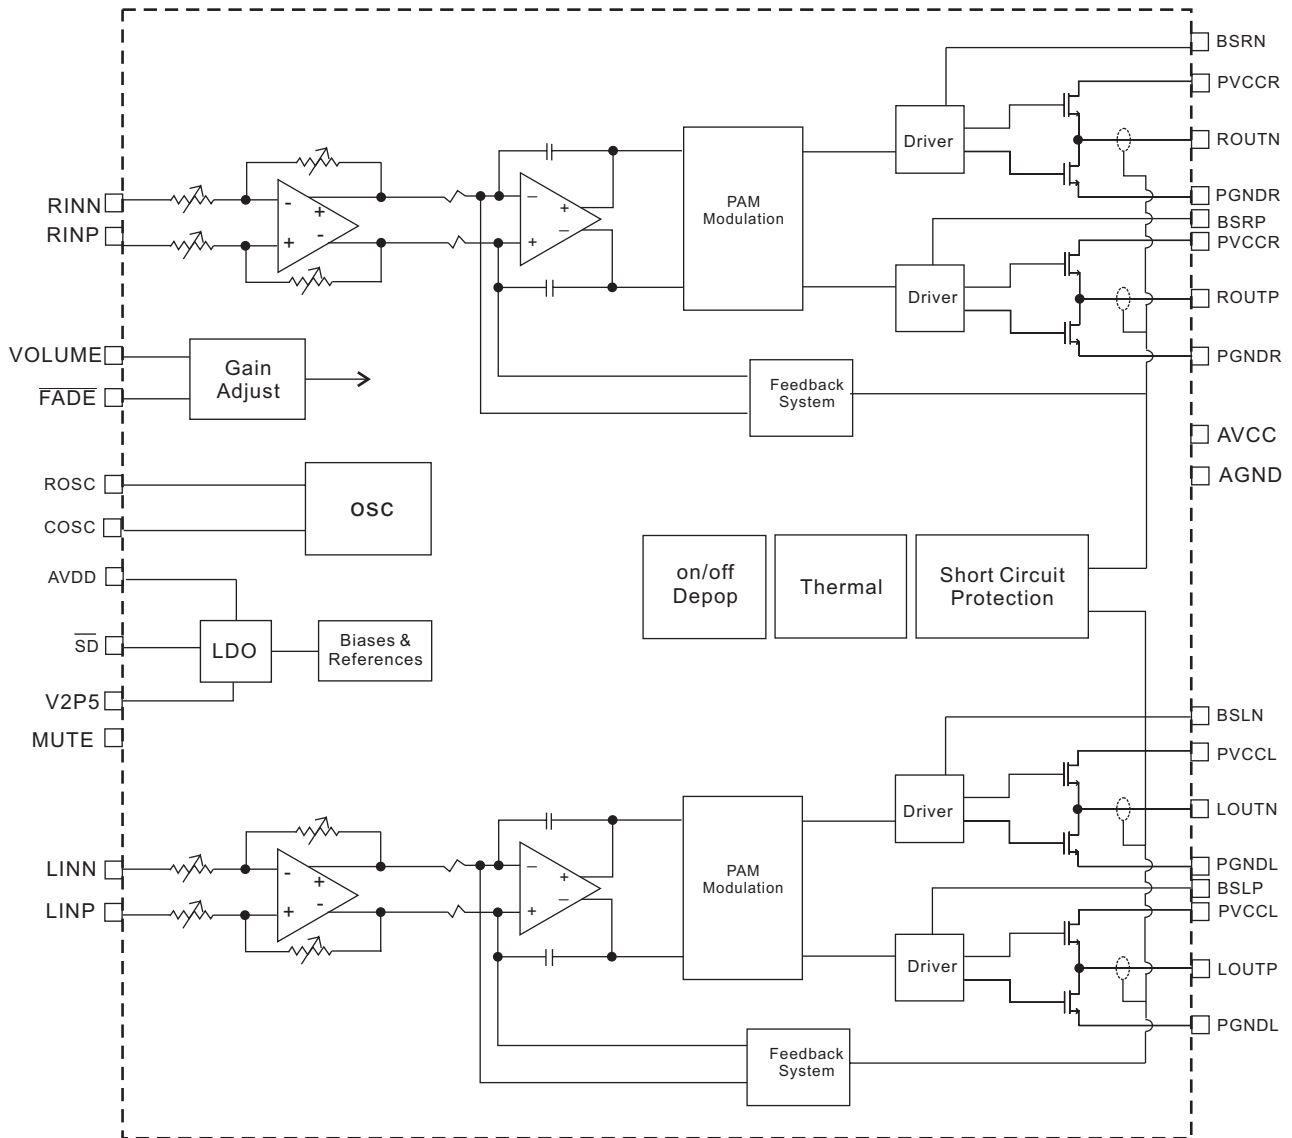 BSRN
PVCCR
Driver
ROUTN
RINN
RINP
- + + -
− + − +
PAM
Modulation
PGNDR
BSRP
PVCCR
Driver
ROUTP
PGNDR
VOLUME
FADE
Gain
Adjust
Feedback
System
AVCC
AGND
ROSC
COSC
OSC
AVDD
SD
V2P5
MUTE
LDO
Biases &
References
on/off
Depop
Thermal
Short Circuit
Protection
BSLN
PVCCL
Driver
LOUTN
LINN
LINP
- + + -
− + − +
PAM
Modulation
PGNDL
BSLP
PVCCL
Driver
LOUTP
PGNDL
Feedback
System